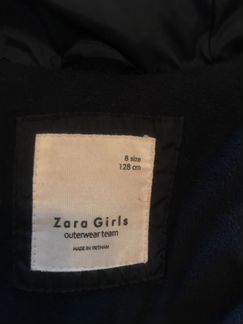 8 size
128 cm
Zara Girls
outerwear team
MADE IN VIETNAM